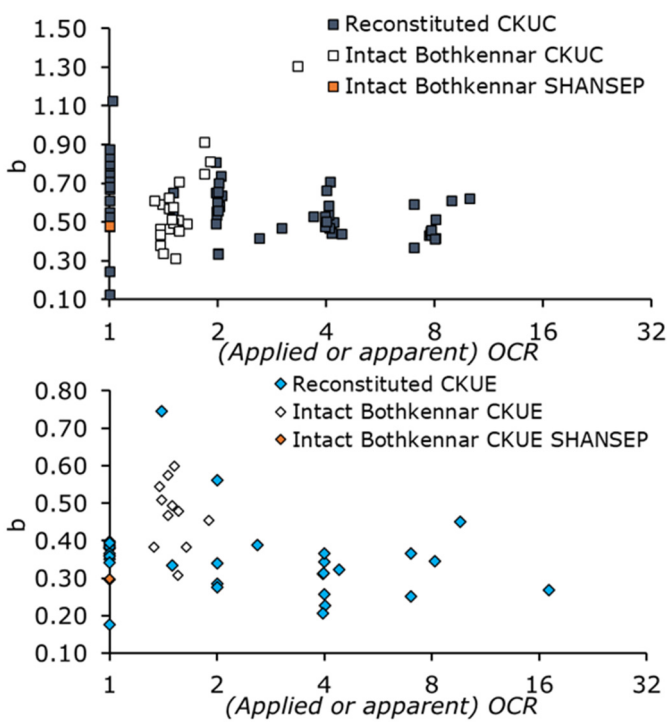 1.50
Reconstituted CKUC
1.30
Intact Bothkennar CKUC
1.10
Intact Bothkennar SHANSEP
0.90
b
0.70
0.50
0.30
0.10
1 2 4 8 16 32
(Applied or apparent) OCR
0.80
Reconstituted CKUE
0.70
Intact Bothkennar CKUE
0.60
Intact Bothkennar CKUE SHANSEP
0.50
b
0.40
0.30
0.20
0.10
1 2 4 8 16 32
(Applied or apparent) OCR